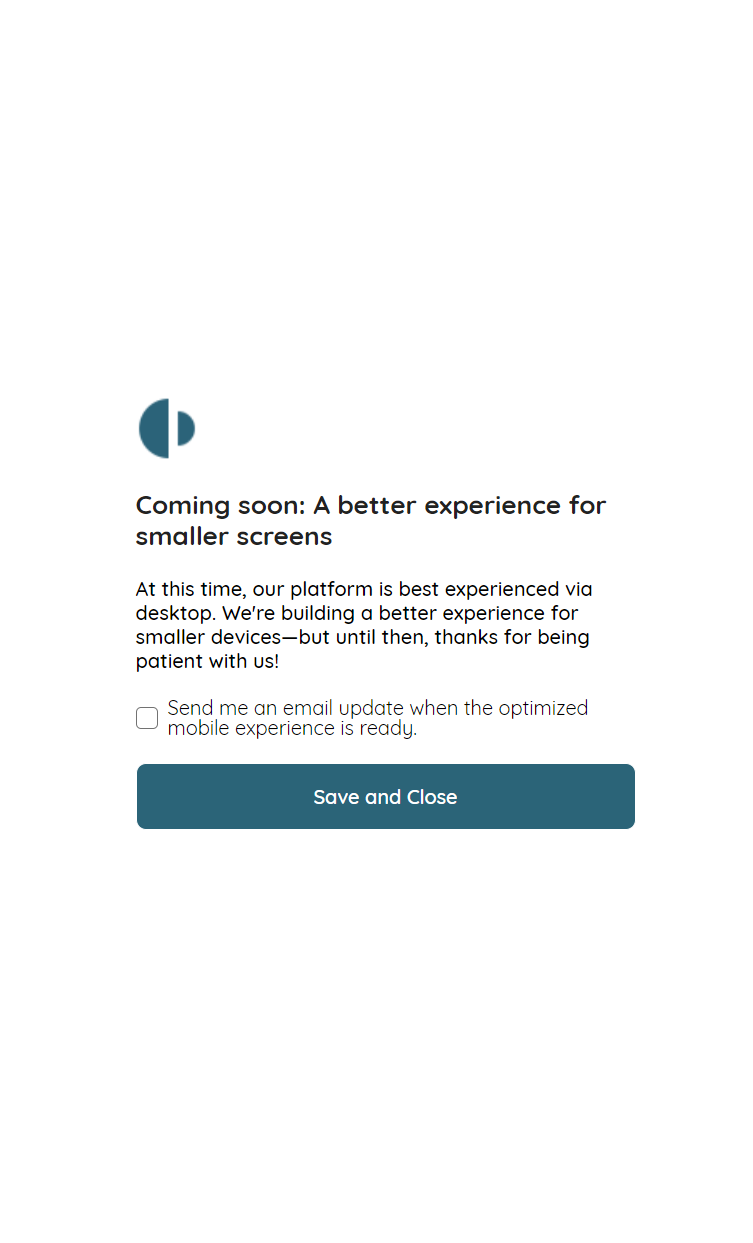 Coming soon: A better experience for
smaller screens
At this time, our platform is best experienced via
desktop. We're building a better experience for
smaller devices—but until then, thanks for being
patient with us!
Send me an email update when the optimized
mobile experience is ready.
Save and Close